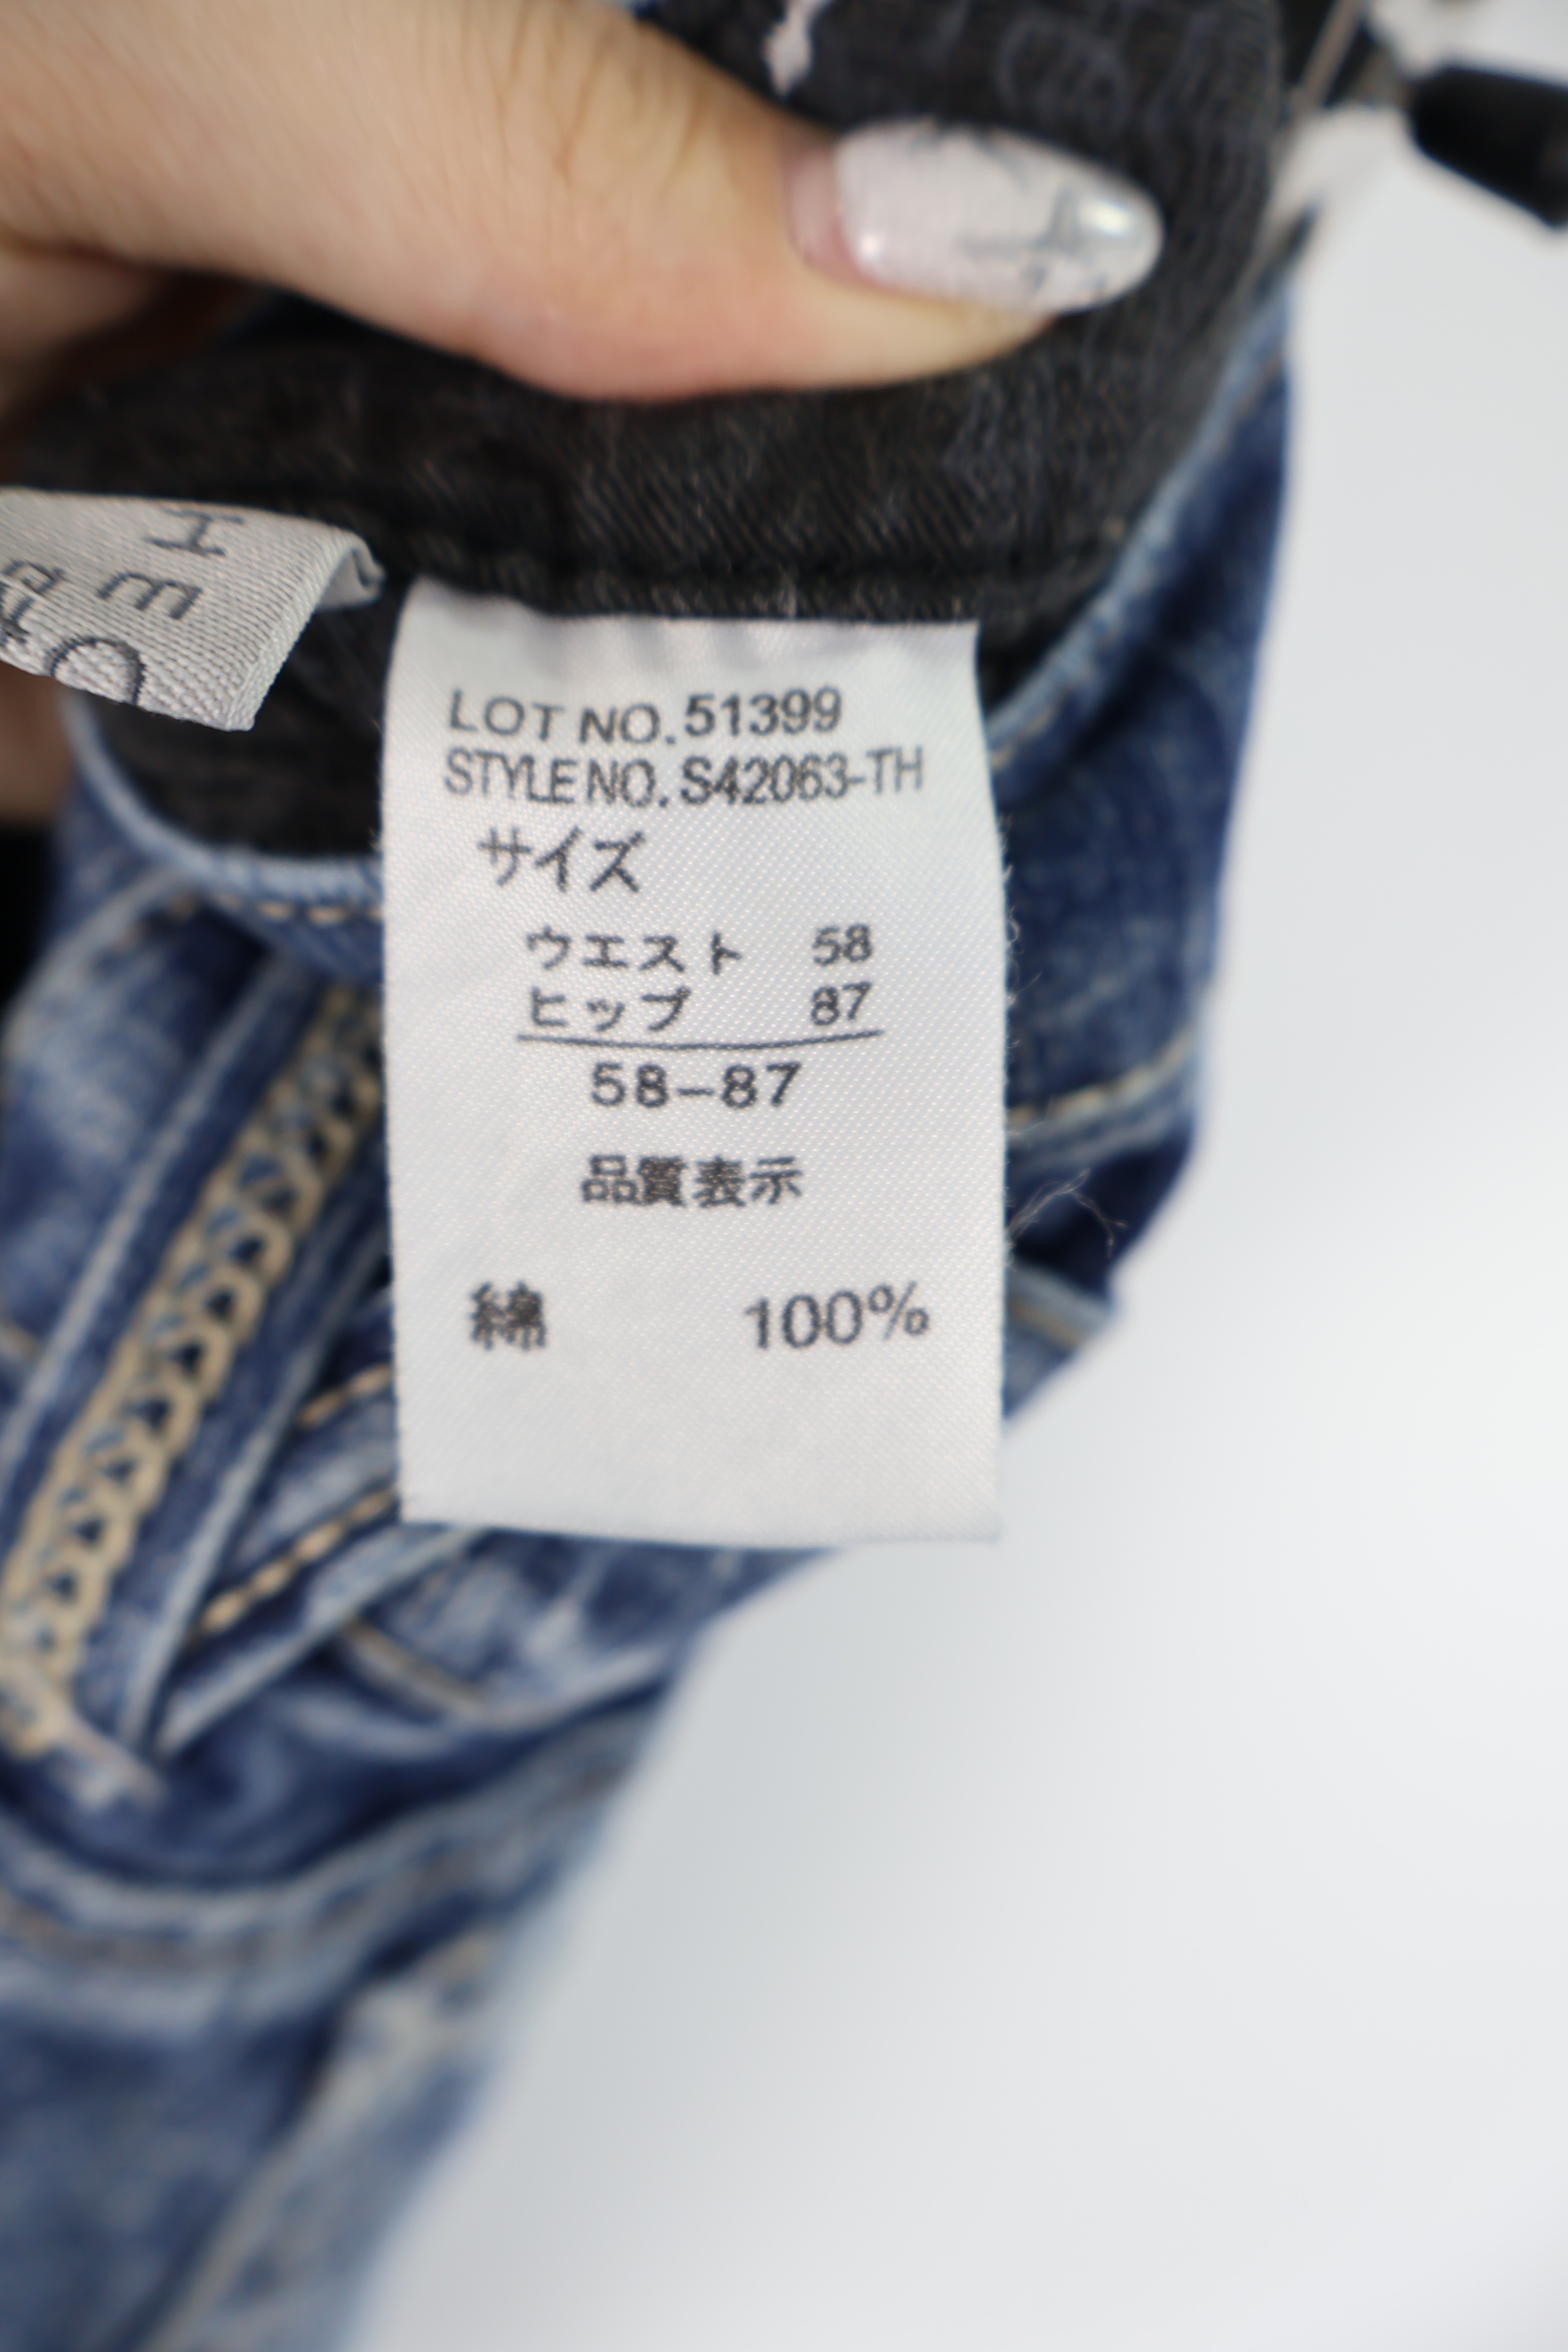 LOT NO. 51399
STYLE NO. S42063-TH
サイズ
ウエスト 58
ヒップ 87
58-87
品質表示
綿 100%